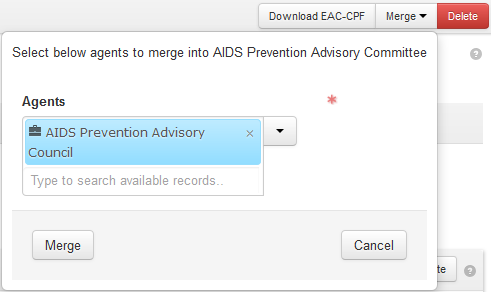 Download EAC-CPF Merge Delete
Select below agents to merge into AIDS Prevention Advisory Committee
Agents *
AIDS Prevention Advisory ×
Council
Type to search available records..
Merge Cancel
te